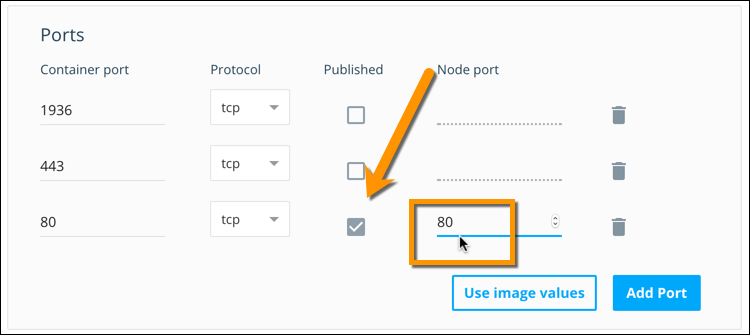 Ports
Container port Protocol Published Node port
1936 tcp
443 tcp
80 tcp 80
Use image values Add Port